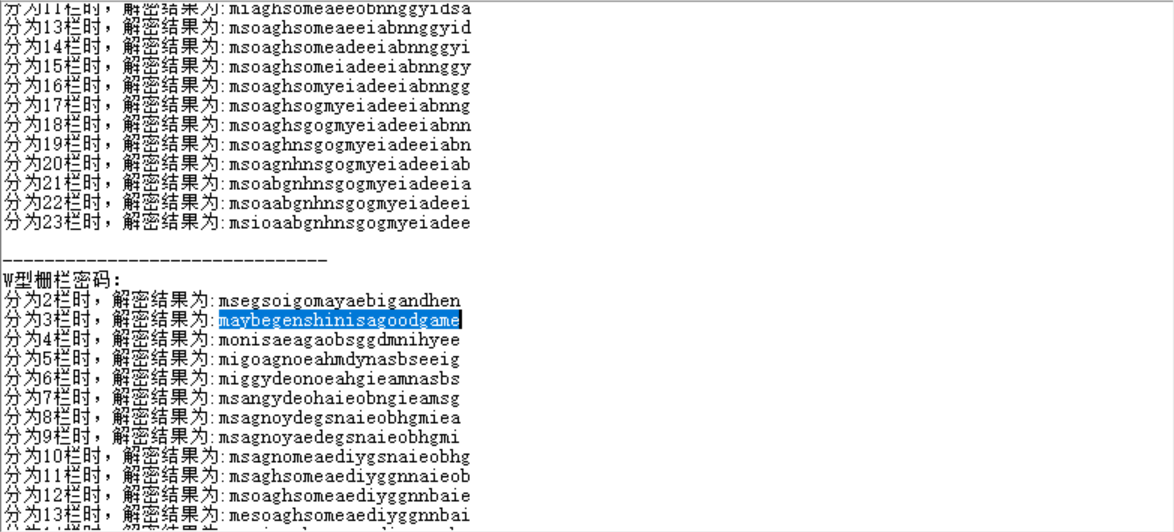 分为11栏时，解密结果为:miaghsomeaeeobnnggyidsa
分为13栏时，解密结果为:msoaghsomeaeeiabnnggyid
分为14栏时，解密结果为:msoaghsomeadeeiabnnggyi
分为15栏时，解密结果为:msoaghsomeiadeeiabnnggy
分为16栏时，解密结果为:msoaghsomyeiadeeiabnngg
分为17栏时，解密结果为:msoaghsogmyeiadeeiabnng
分为18栏时，解密结果为:msoaghsgogmyeiadeeiabnn
分为19栏时，解密结果为:msoaghnsgogmyeiadeeiabn
分为20栏时，解密结果为:msoagnhnsgogmyeiadeeiab
分为21栏时，解密结果为:msoabgnhnsgogmyeiadeeia
分为22栏时，解密结果为:msoaabgnhnsgogmyeiadeei
分为23栏时，解密结果为:msioaabgnhnsgogmyeiadee
---------------------------------
W型栅栏密码:
分为2栏时，解密结果为:msegsoigomayaebigandhen
分为3栏时，解密结果为:maybegenshinisagoodgame
分为4栏时，解密结果为:monisaeagaobsggdmnihyee
分为5栏时，解密结果为:migoagnoeahmdynasbseeig
分为6栏时，解密结果为:miggydeonoeahgieamnasbs
分为7栏时，解密结果为:msangydeohaieobngieamsg
分为8栏时，解密结果为:msagnoydegsnaieobhgmiea
分为9栏时，解密结果为:msagnoyaedegsnaieobhgmi
分为10栏时，解密结果为:msagnomeaediygsnaieobhg
分为11栏时，解密结果为:msaghsomeaediyggnnaieob
分为12栏时，解密结果为:msoaghsomeaediyggnnbaie
分为13栏时，解密结果为:mesoaghsomeaediyggnnbai